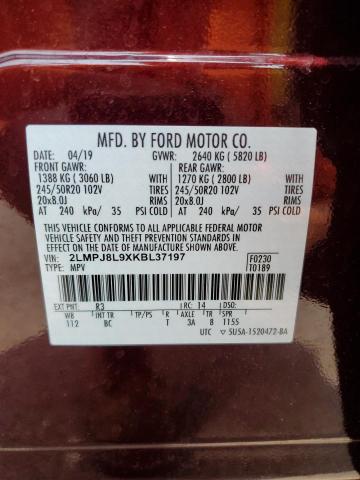 MFD. BY FORD MOTOR CO.
DATE: 04/19 GVWR: 2640 KG ( 5820 LB)
FRONT GAWR: REAR GAWR:
1388 KG ( 3060 LB) 1270 KG ( 2800 LB)
245/50R20 102V TIRES 245/50R20 102V TIRES
20x8.0J RIMS 20x8.0J RIMS
AT 240 kPa/ 35 PSI COLD AT 240 kPa/ 35 PSI COLD
THIS VEHICLE CONFORMS TO ALL APPLICABLE FEDERAL MOTOR
VEHICLE SAFETY AND THEFT PREVENTION STANDARDS IN EFFECT ON THE DATE OF
MANUFACTURE SHOWN ABOVE.
VIN: 2LMPJ8L9XKBL37197 F0230
TYPE: MPV T0189
EXT PNT: R3 RC: 14 DSO:
WB INT TR TP/PS R AXLE TR SPR
112 BC T 3A 8 1155
UTC 5U5A-1520472-BA